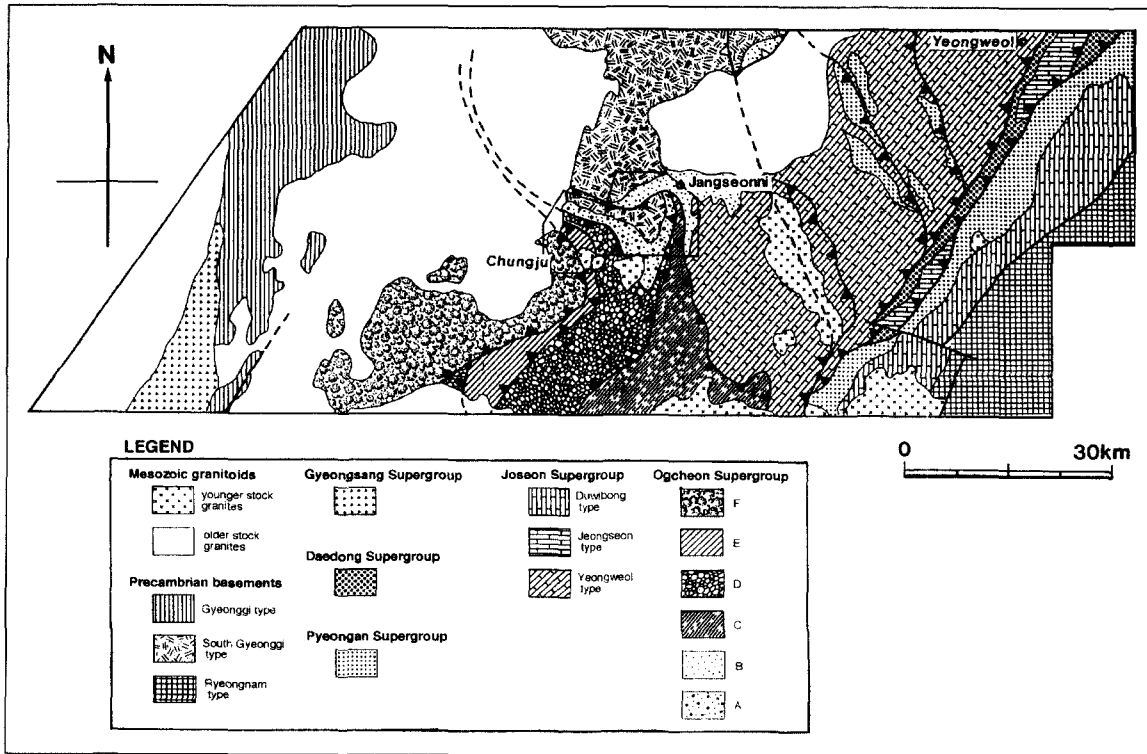 N
Yeongweol
Jangseonni
Chungju
0 30km
LEGEND
Mesozoic granitoids
younger stock
granites
older stock
granites
Precambrian basements
Gyeonggi type
South Gyeonggi
type
Ryeongnam
type
Gyeongsang Supergroup
Daedong Supergroup
Pyeongan Supergroup
Joseon Supergroup
Duwibong
type
Jeongseon
type
Yeongweol
type
Ogcheon Supergroup
F
E
D
C
B
A